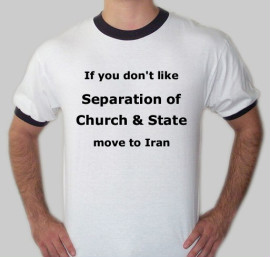 If you don't like
Separation of
Church & State
move to Iran